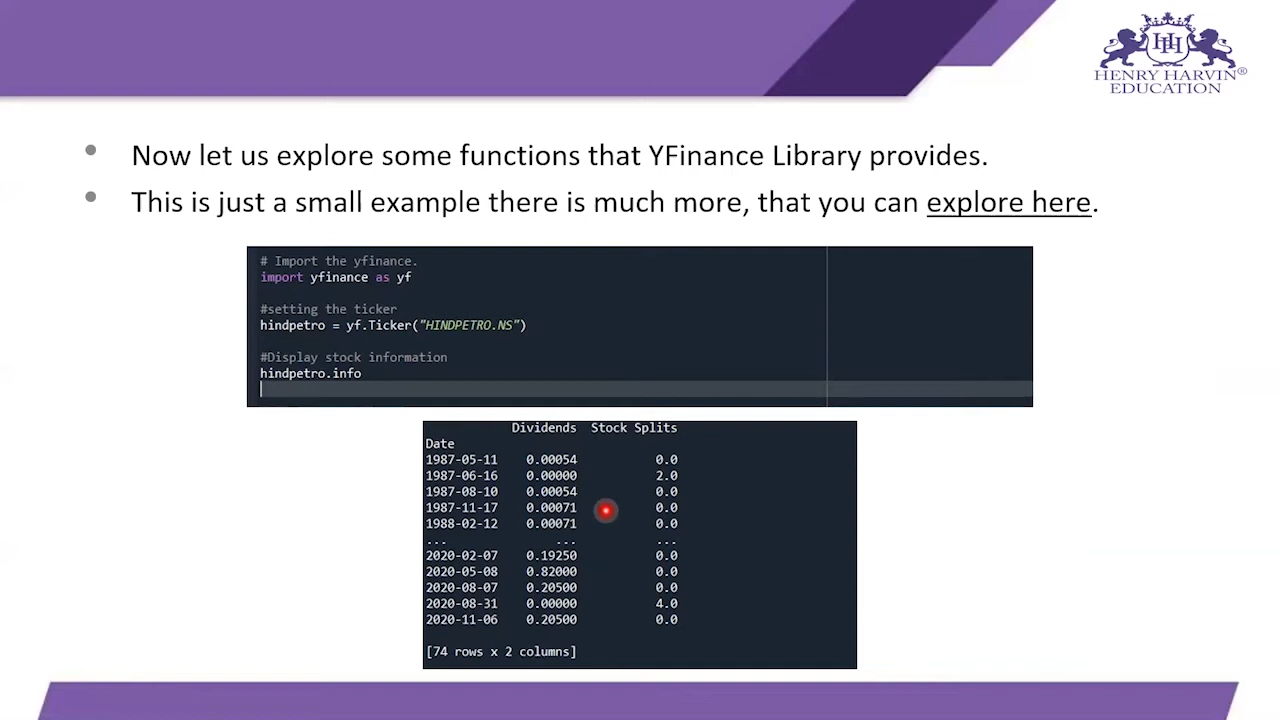 HENRY HARVIN®
EDUCATION
• Now let us explore some functions that YFinance Library provides.
• This is just a small example there is much more, that you can explore here.
# Import the yfinance.
import yfinance as yf
#setting the ticker
hindpetro = yf.Ticker("HINDPETRO.NS")
#Display stock information
hindpetro.info
Dividends Stock Splits
Date
1987-05-11 0.00054 0.0
1987-06-16 0.00000 2.0
1987-08-10 0.00054 0.0
1987-11-17 0.00071 0.0
1988-02-12 0.00071 0.0
... ... ...
2020-02-07 0.19250 0.0
2020-05-08 0.82000 0.0
2020-08-07 0.20500 0.0
2020-08-31 0.00000 4.0
2020-11-06 0.20500 0.0
[74 rows x 2 columns]